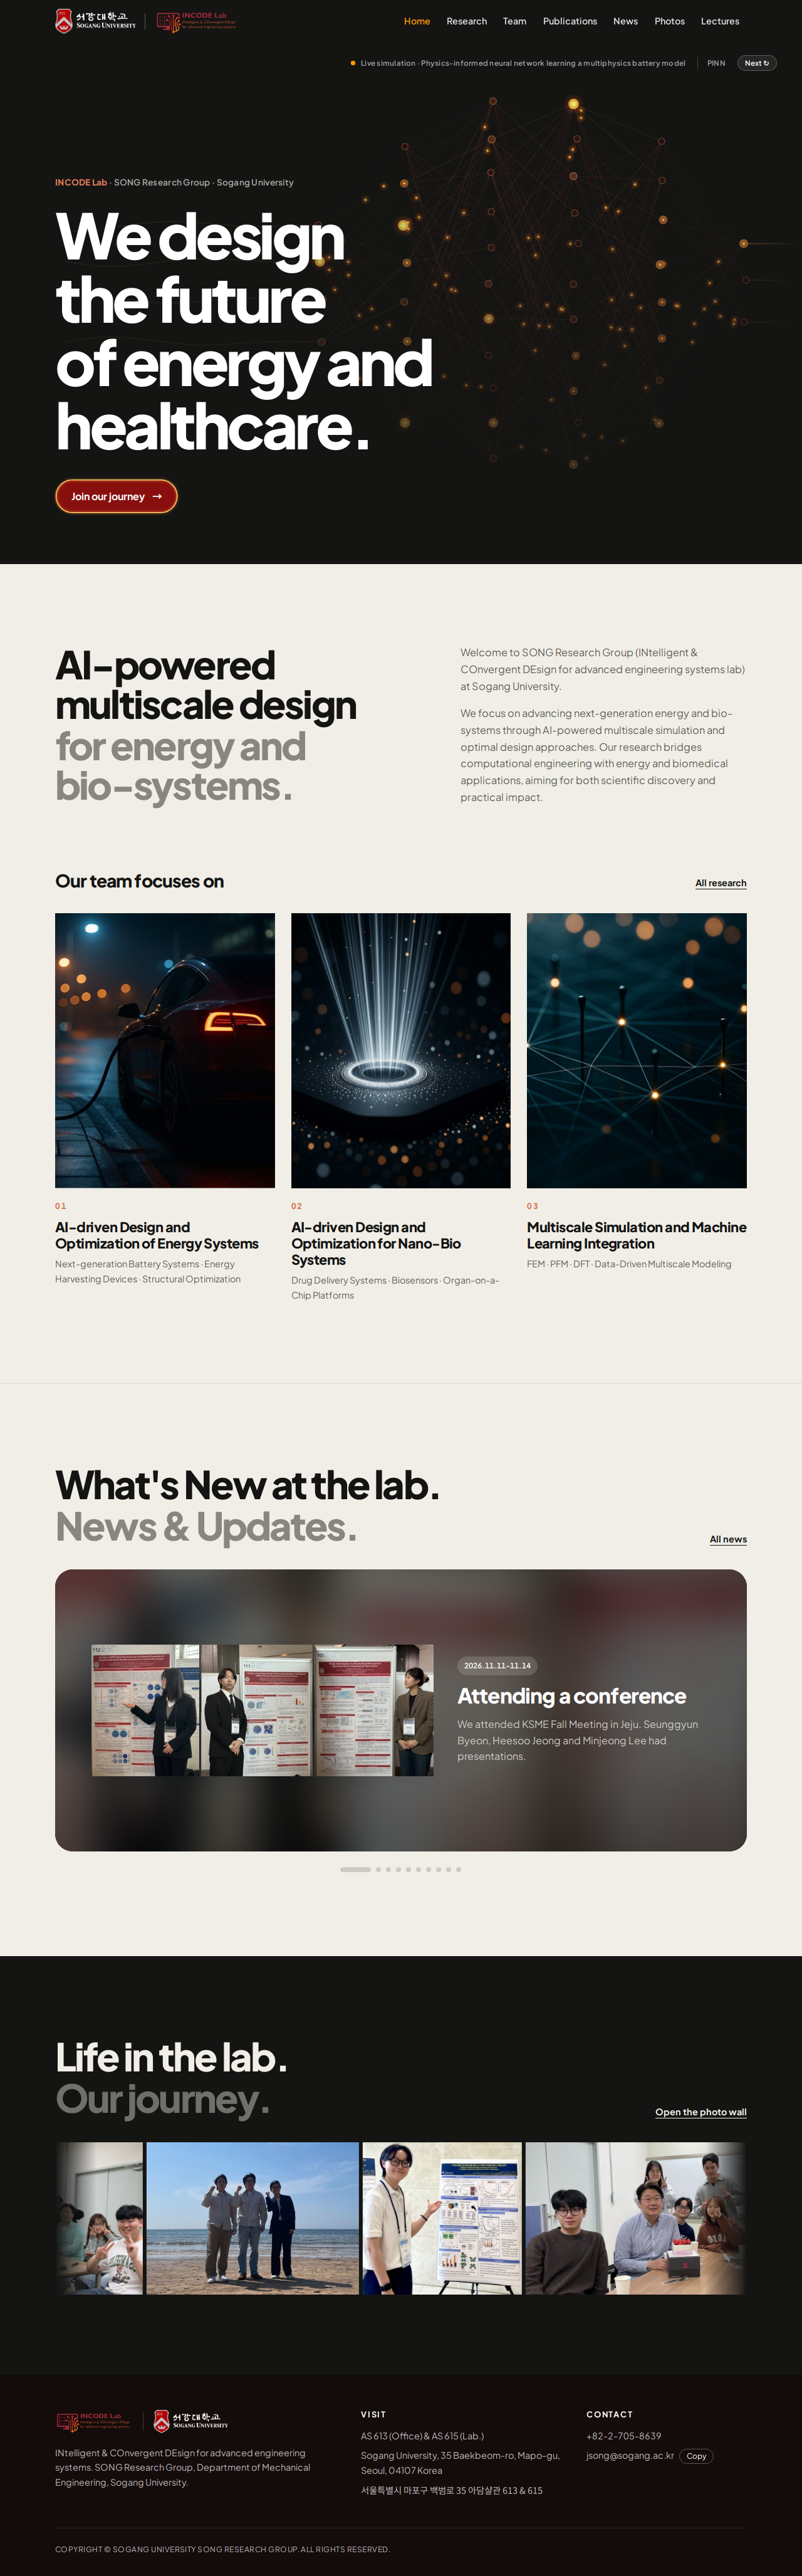 서강대학교
SOGANG UNIVERSITY
INCODE Lab
Home Research Team Publications News Photos Lectures
Live simulation · Physics-informed neural network learning a multiphysics battery model
PINN
Next ↻
INCODE Lab · SONG Research Group · Sogang University
We design
the future
of energy and
healthcare.
Join our journey →
AI-powered
multiscale design
for energy and
bio-systems.
Welcome to SONG Research Group (INtelligent &
COnvergent DEsign for advanced engineering systems lab)
at Sogang University.
We focus on advancing next-generation energy and bio-
systems through AI-powered multiscale simulation and
optimal design approaches. Our research bridges
computational engineering with energy and biomedical
applications, aiming for both scientific discovery and
practical impact.
Our team focuses on
All research
01
AI-driven Design and
Optimization of Energy Systems
Next-generation Battery Systems · Energy
Harvesting Devices · Structural Optimization
02
AI-driven Design and
Optimization for Nano-Bio
Systems
Drug Delivery Systems · Biosensors · Organ-on-a-
Chip Platforms
03
Multiscale Simulation and Machine
Learning Integration
FEM · PFM · DFT · Data-Driven Multiscale Modeling
What's New at the lab.
News & Updates.
All news
2026.11.11-11.14
Attending a conference
We attended KSME Fall Meeting in Jeju. Seunggyun
Byeon, Heesoo Jeong and Minjeong Lee had
presentations.
Life in the lab.
Our journey.
Open the photo wall
INCODE Lab
서강대학교
SOGANG UNIVERSITY
INtelligent & COnvergent DEsign for advanced engineering
systems. SONG Research Group, Department of Mechanical
Engineering, Sogang University.
VISIT
AS 613 (Office) & AS 615 (Lab.)
Sogang University, 35 Baekbeom-ro, Mapo-gu,
Seoul, 04107 Korea
서울특별시 마포구 백범로 35 아담샬관 613 & 615
CONTACT
+82-2-705-8639
jsong@sogang.ac.kr
Copy
COPYRIGHT © SOGANG UNIVERSITY SONG RESEARCH GROUP. ALL RIGHTS RESERVED.